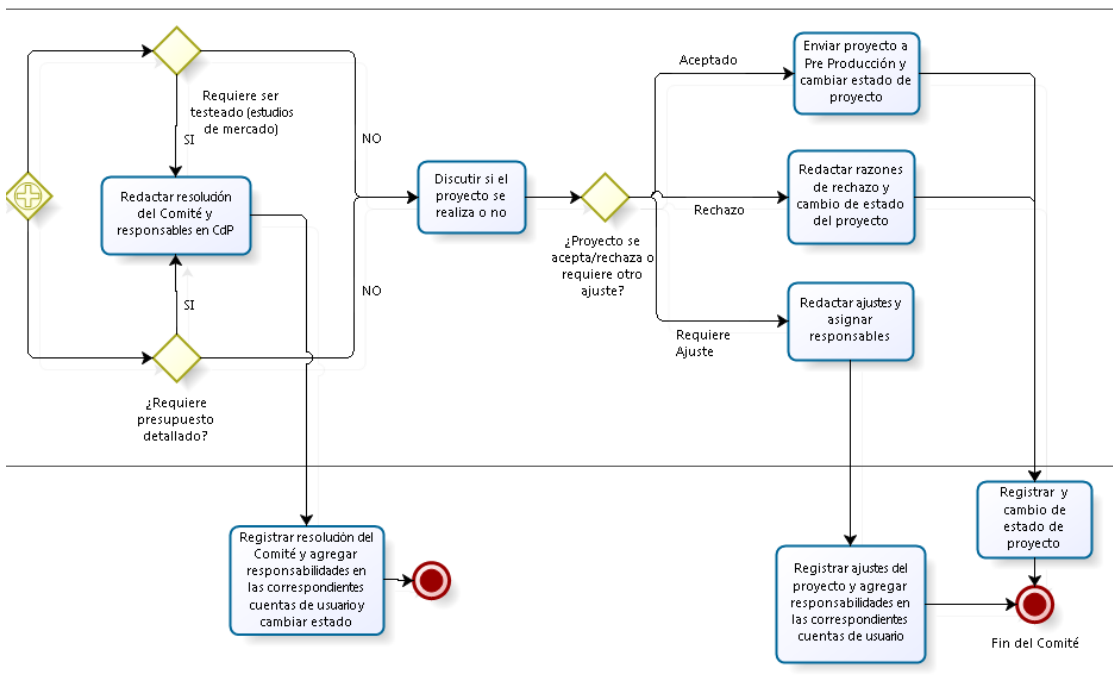 Requiere ser
testeado (estudios
de mercado)
SI
NO
Redactar resolución
del Comité y
responsables en CdP
SI
NO
¿Requiere
presupuesto
detallado?
Discutir si el
proyecto se
realiza o no
¿Proyecto se
acepta/rechaza o
requiere otro
ajuste?
Aceptado
Enviar proyecto a
Pre Producción y
cambiar estado de
proyecto
Rechazo
Redactar razones
de rechazo y
cambio de estado
del proyecto
Requiere
Ajuste
Redactar ajustes y
asignar
responsables
Registrar resolución del
Comité y agregar
responsabilidades en
las correspondientes
cuentas de usuario y
cambiar estado
Registrar ajustes del
proyecto y agregar
responsabilidades en
las correspondientes
cuentas de usuario
Registrar y
cambio de
estado de
proyecto
Fin del Comité